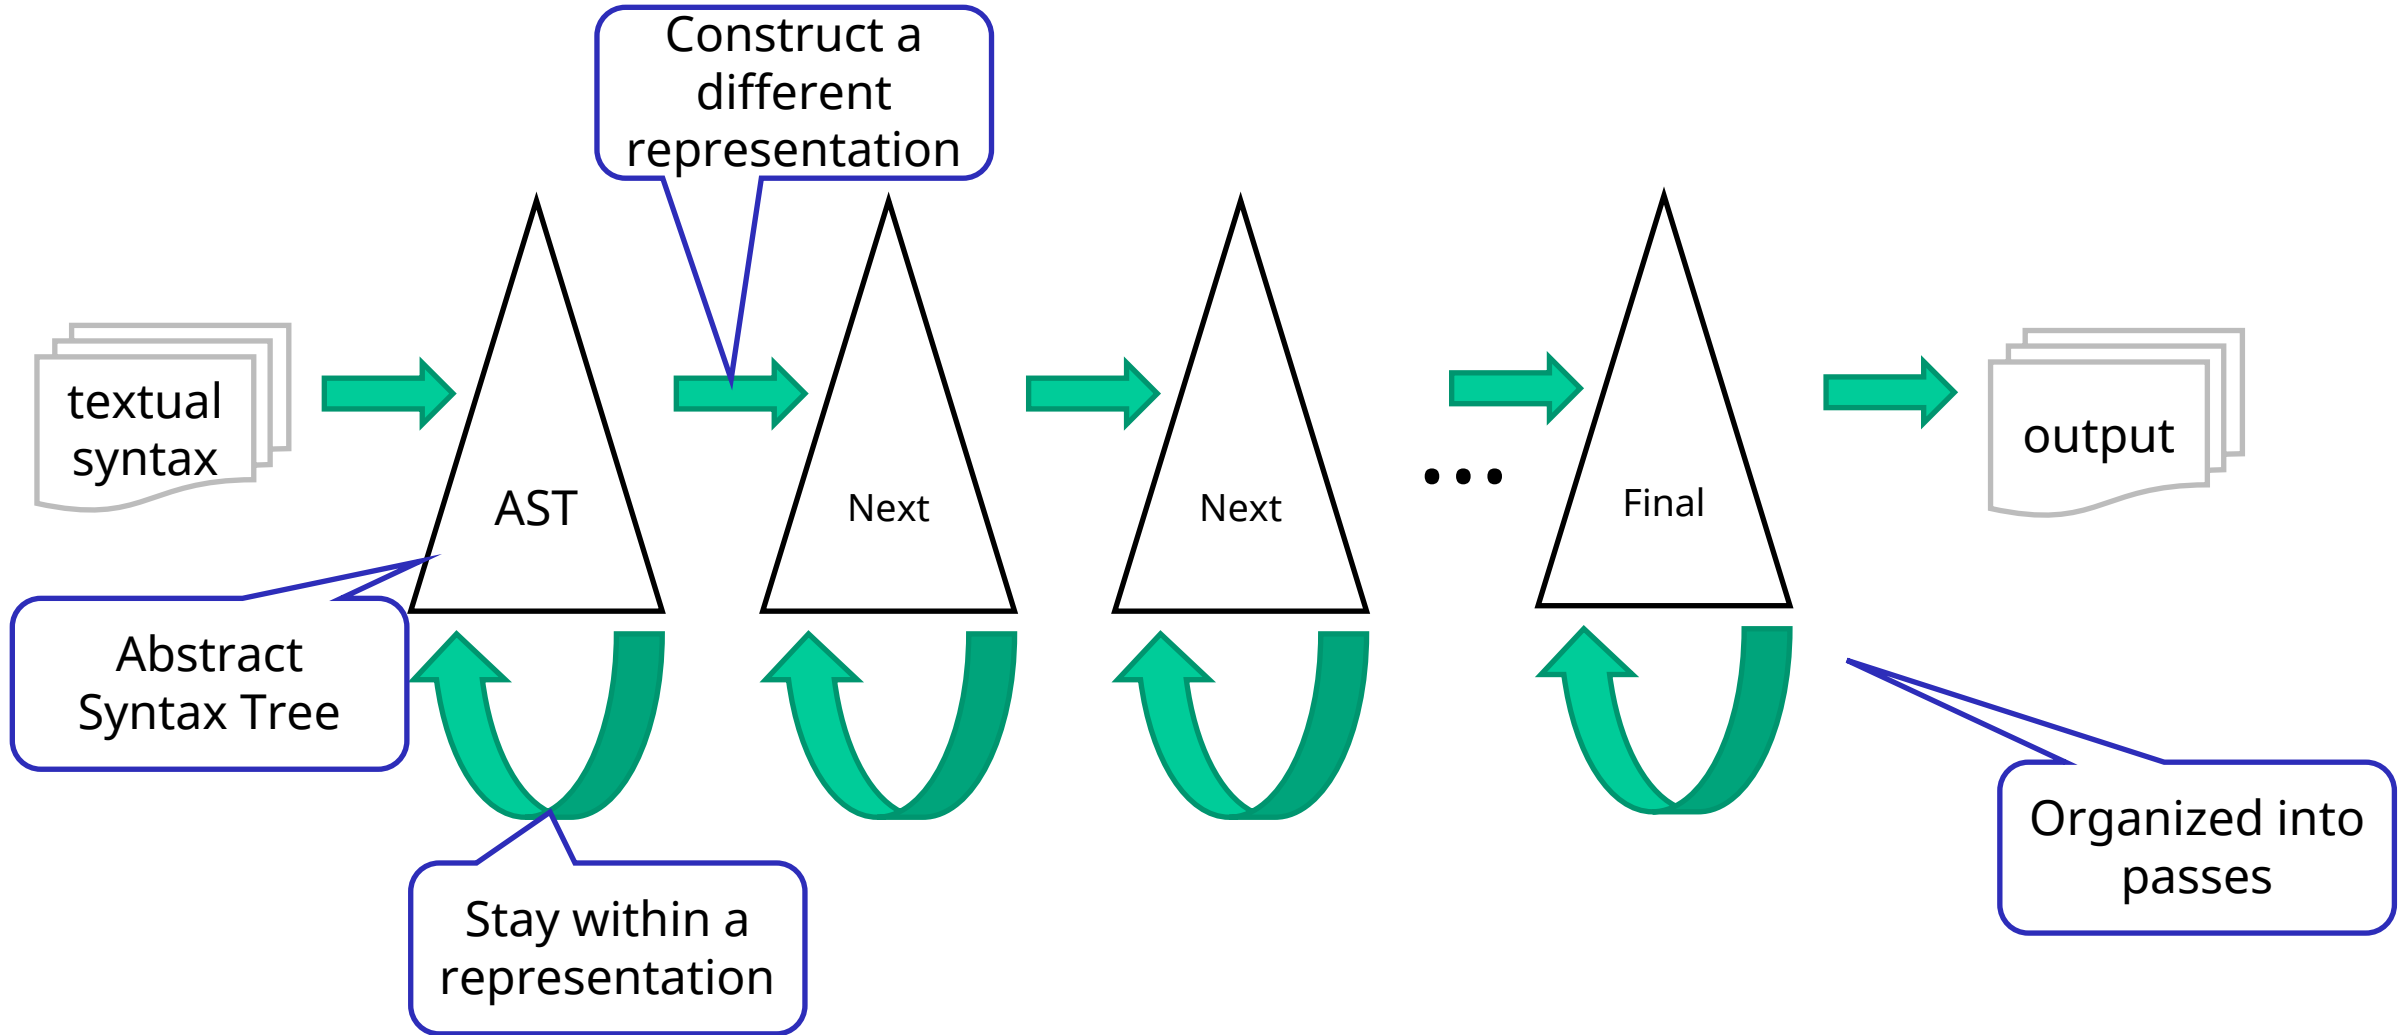 Construct a
different
representation
textual
syntax
AST
Next
Next
...
Final
output
Abstract
Syntax Tree
Stay within a
representation
Organized into
passes